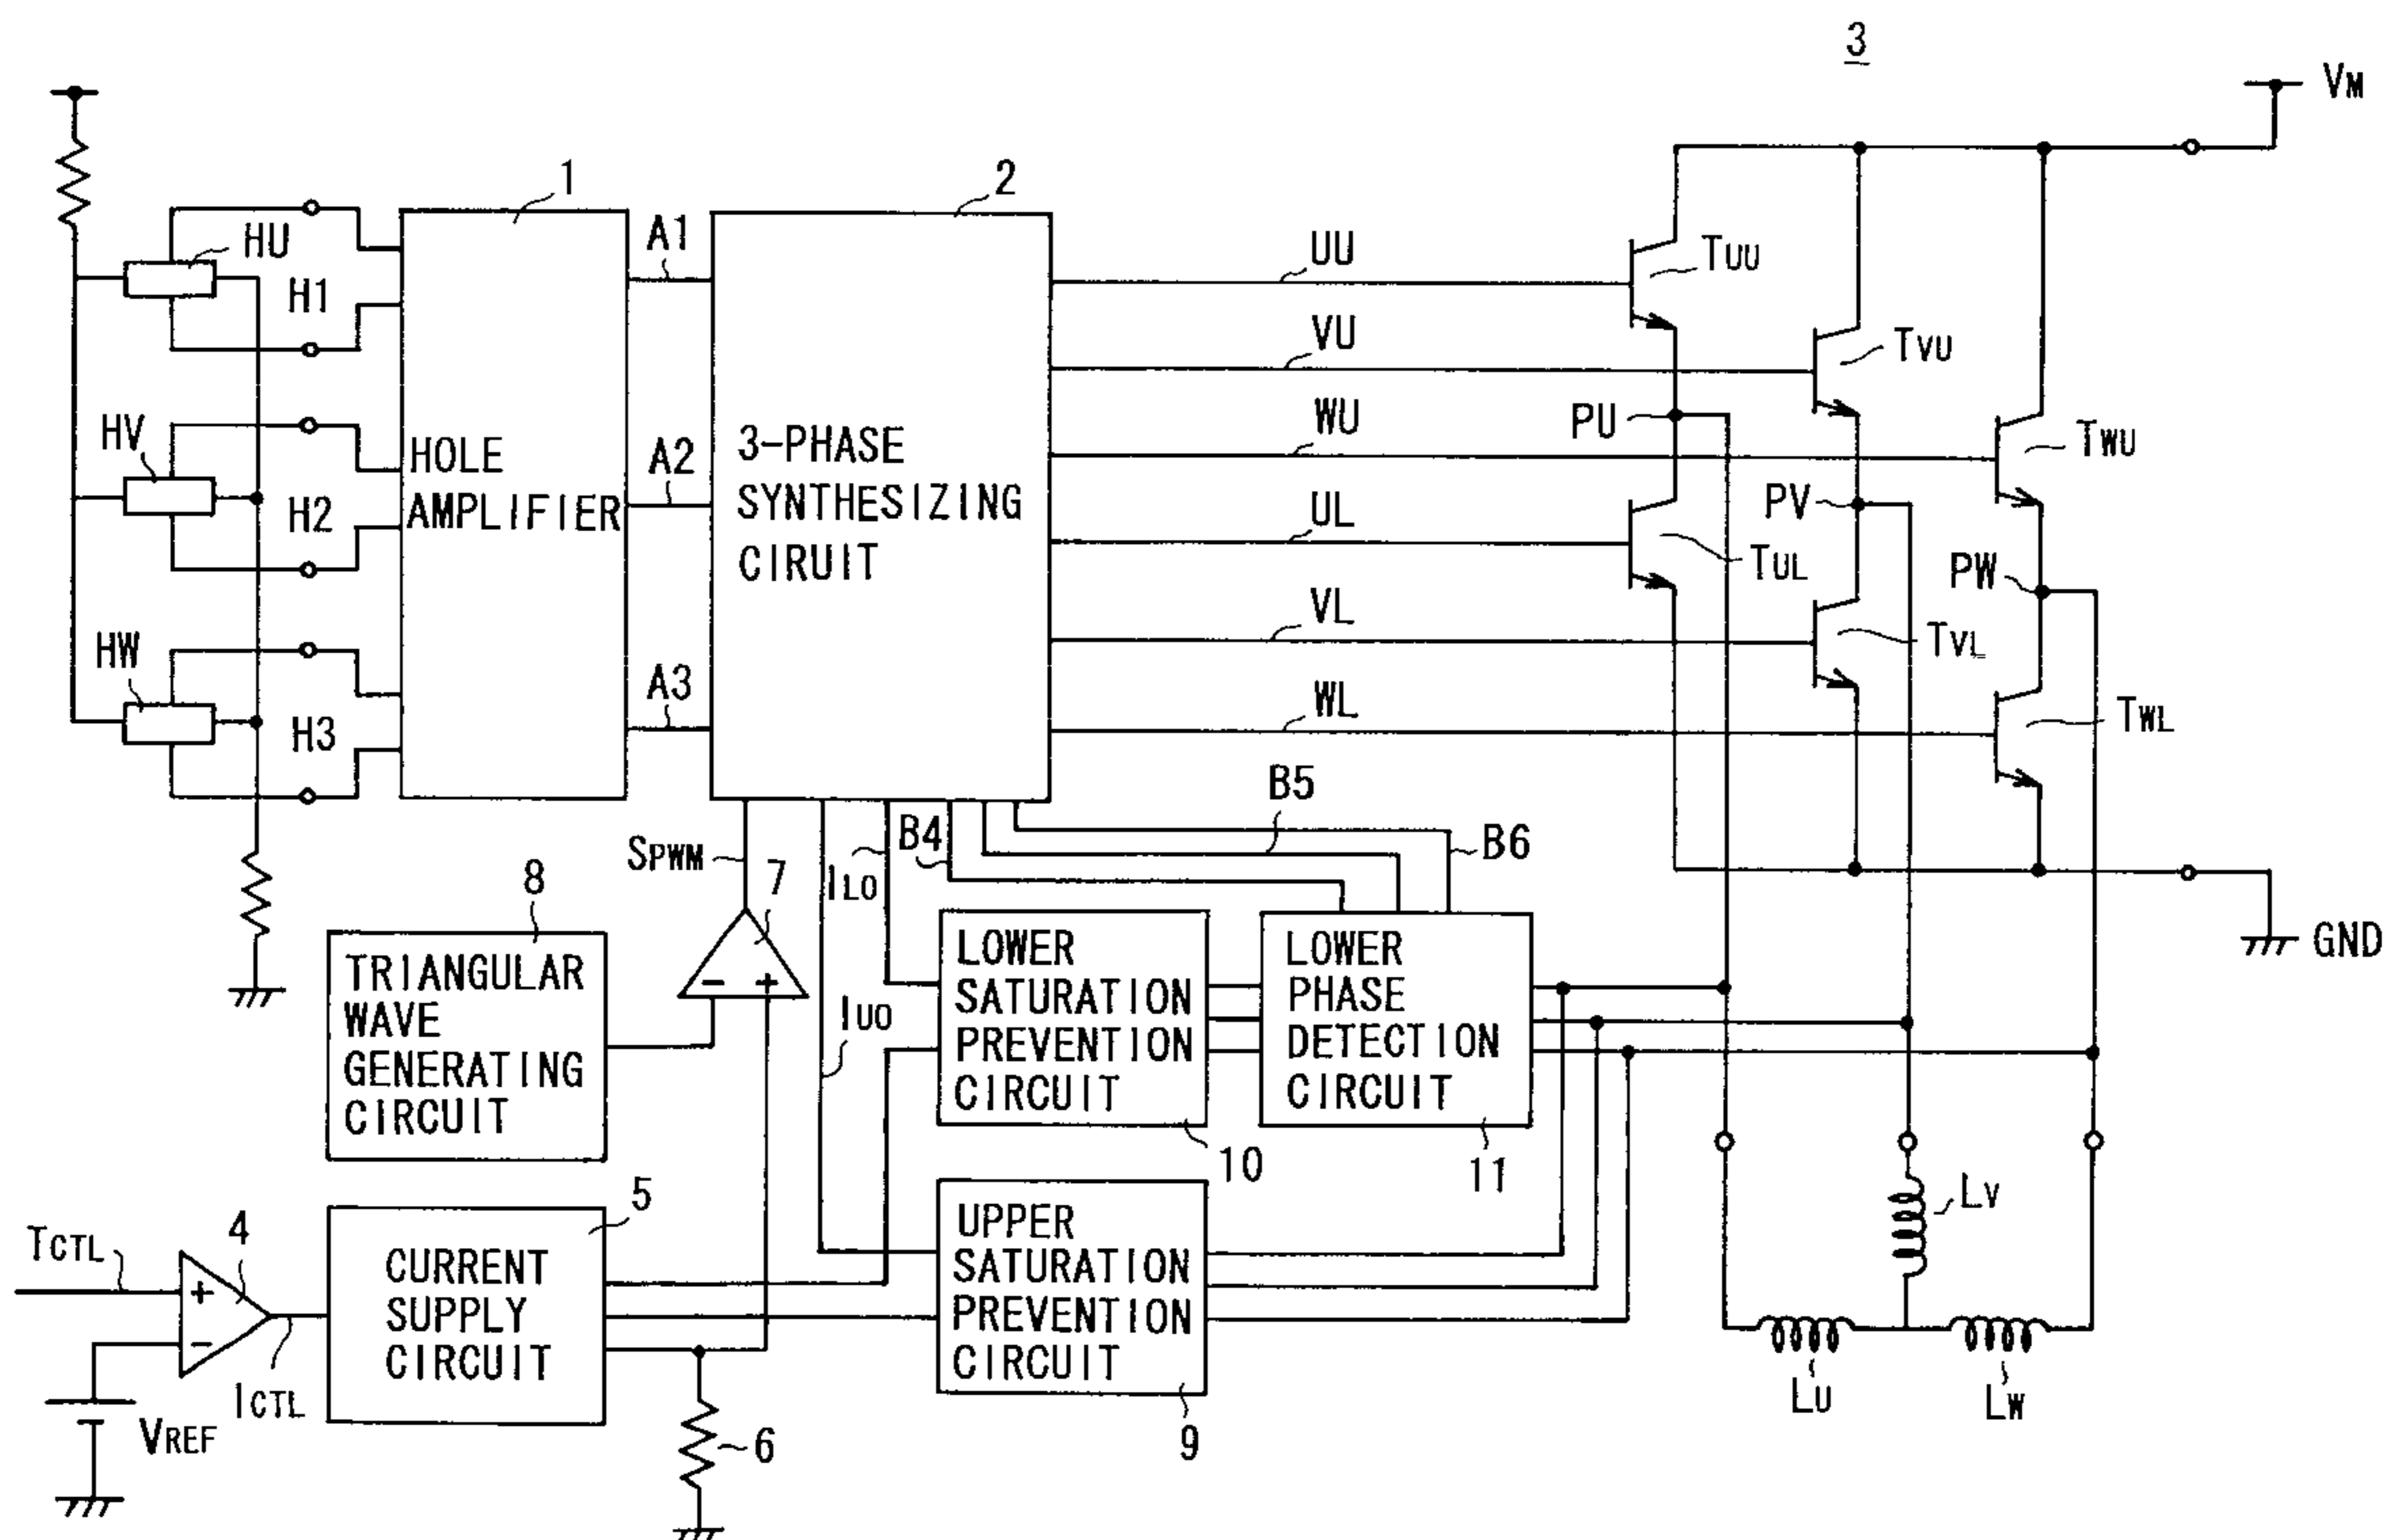 3
VM
1
2
HU
A1
UU
TUU
H1
VU
TVU
HV
HOLE
AMPLIFIER
A2
3-PHASE
SYNTHESIZING
CIRUIT
WU
PU
TWU
H2
UL
PV
TUL
PW
HW
VL
TVL
A3
H3
WL
TWL
B5
SPWM
7
ILO
B4
B6
8
TRIANGULAR
WAVE
GENERATING
CIRCUIT
-
+
IUO
LOWER
SATURATION
PREVENTION
CIRCUIT
10
LOWER
PHASE
DETECTION
CIRCUIT
11
GND
TCTL
4
+
-
ICTL
VREF
5
CURRENT
SUPPLY
CIRCUIT
6
UPPER
SATURATION
PREVENTION
CIRCUIT
9
LV
LU
LW